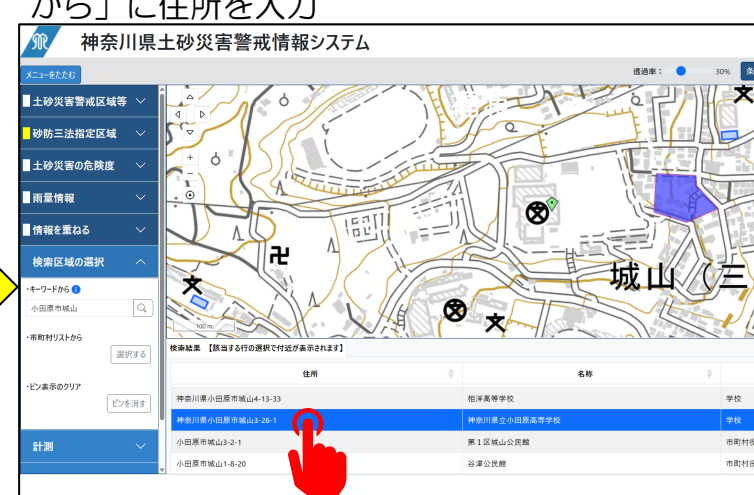 から」に住所を入力
神奈川県土砂災害警戒情報システム
メニューをたたむ
透過率：
30%
条
土砂災害警戒区域等
砂防三法指定区域
土砂災害の危険度
雨量情報
情報を重ねる
検索区域の選択
・キーワードから
小田原市城山
・市町村リストから
選択する
・ピン表示のクリア
ピンを消す
計測
城山（三
100 m
検索結果 【該当する行の選択で付近が表示されます】
住所 名称
神奈川県小田原市城山4-13-33 相洋高等学校 学校
神奈川県小田原市城山3-26-1 神奈川県立小田原高等学校 学校
小田原市城山3-2-1 第１区城山公民館 市町村役
小田原市城山1-8-20 谷津公民館 市町村役